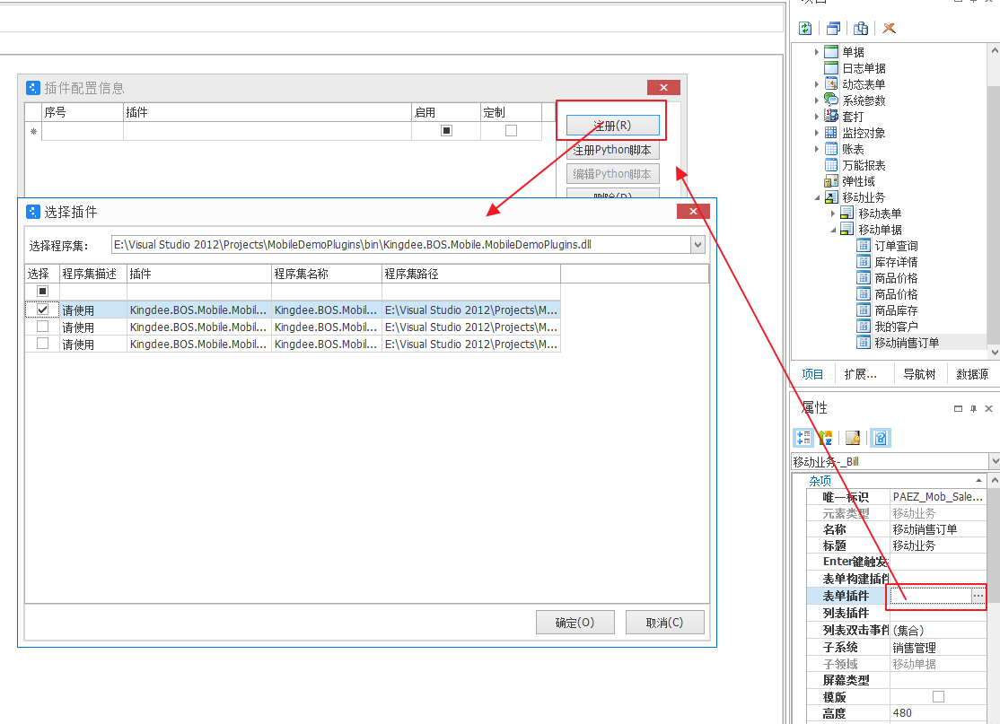 插件配置信息
序号 插件 启用 定制
注册(R)
注册Python脚本
编辑Python脚本
选择插件
选择程序集: E:\Visual Studio 2012\Projects\MobileDemoPlugins\bin\Kingdee.BOS.Mobile.MobileDemoPlugins.dll
选择 程序集描述 插件 程序集名称 程序集路径
请使用 Kingdee.BOS.Mobile.Mobil... Kingdee.BOS.Mobil... E:\Visual Studio 2012\Projects\M...
请使用 Kingdee.BOS.Mobile.Mobil... Kingdee.BOS.Mobil... E:\Visual Studio 2012\Projects\M...
请使用 Kingdee.BOS.Mobile.Mobil... Kingdee.BOS.Mobil... E:\Visual Studio 2012\Projects\M...
确定(O) 取消(C)
单据
日志单据
动态表单
系统参数
套打
监控对象
账表
万能报表
弹性域
移动业务
移动表单
移动单据
订单查询
库存详情
商品价格
商品价格
商品库存
我的客户
移动销售订单
项目 扩展... 导航树 数据源
属性
移动业务-_Bill
杂项
唯一标识 PAEZ_Mob_Sale...
元素类型 移动业务
名称 移动销售订单
标题 移动业务
Enter键触发
表单构建插件
表单插件 ...
列表插件
列表双击事件 (集合)
子系统 销售管理
子领域 移动单据
屏幕类型
模版
高度 480